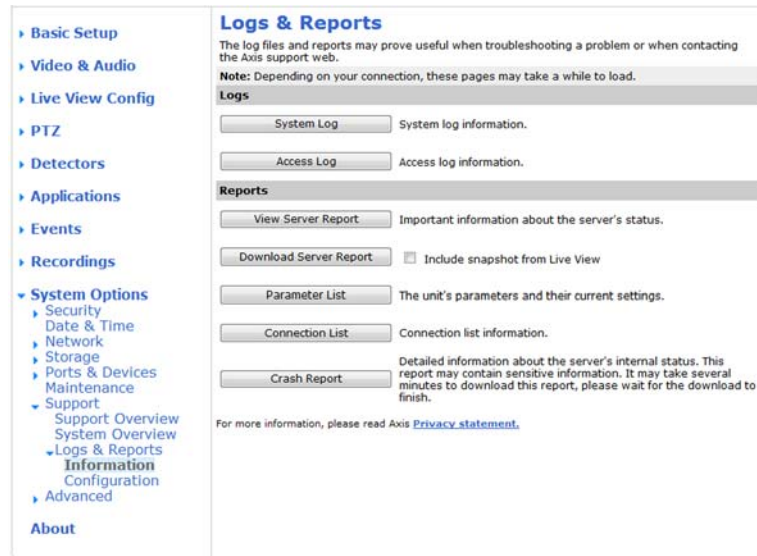 Basic Setup
Video & Audio
Live View Config
PTZ
Detectors
Applications
Events
Recordings
System Options
Security
Date & Time
Network
Storage
Ports & Devices
Maintenance
Support
Support Overview
System Overview
Logs & Reports
Information
Configuration
Advanced
About
Logs & Reports
The log files and reports may prove useful when troubleshooting a problem or when contacting
the Axis support web.
Note: Depending on your connection, these pages may take a while to load.
Logs
System Log System log information.
Access Log Access log information.
Reports
View Server Report Important information about the server's status.
Download Server Report Include snapshot from Live View
Parameter List The unit's parameters and their current settings.
Connection List Connection list information.
Crash Report Detailed information about the server's internal status. This
report may contain sensitive information. It may take several
minutes to download this report, please wait for the download to
finish.
For more information, please read Axis Privacy statement.